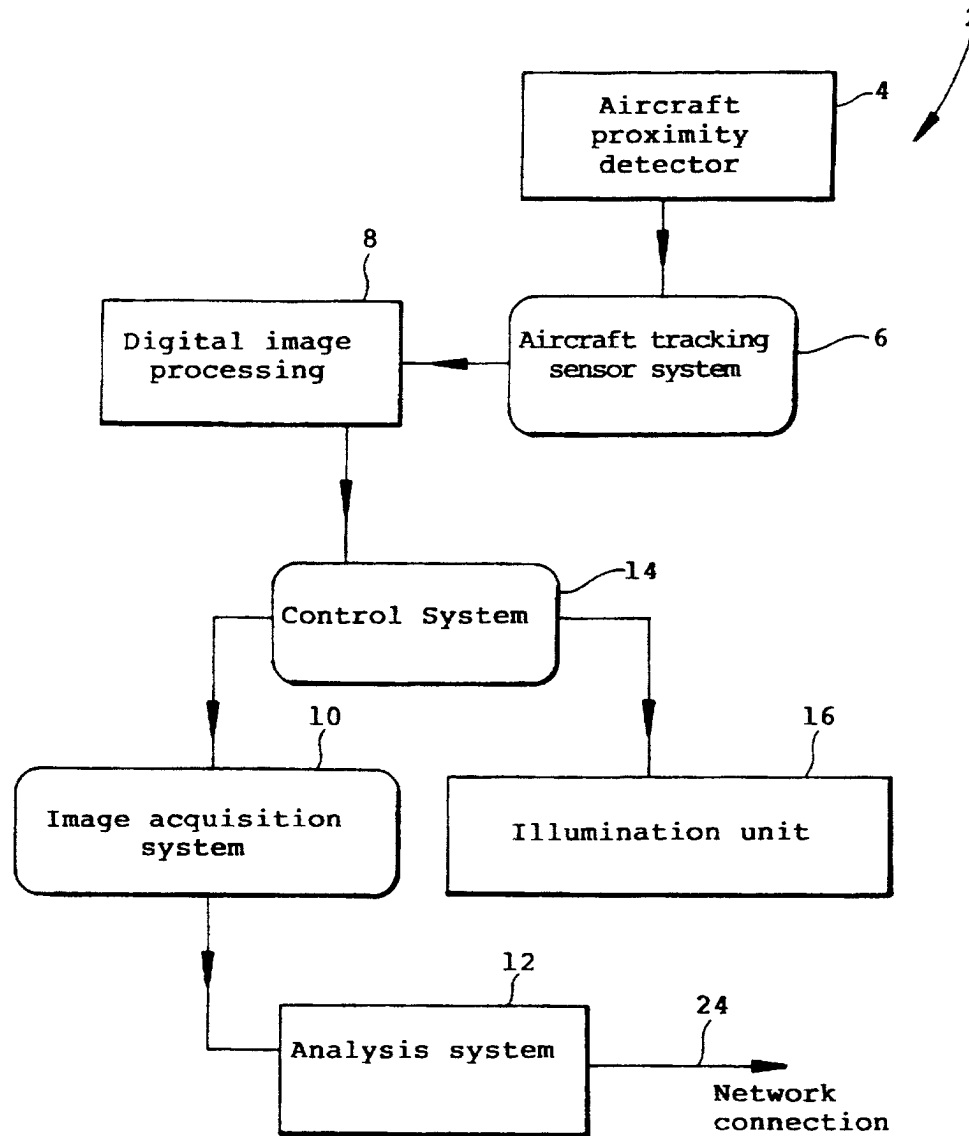 2
Aircraft
proximity
detector
4
8
Digital image
processing
Aircraft tracking
sensor system
6
14
Control System
10
16
Image acquisition
system
Illumination unit
12
Analysis system
24
Network
connection